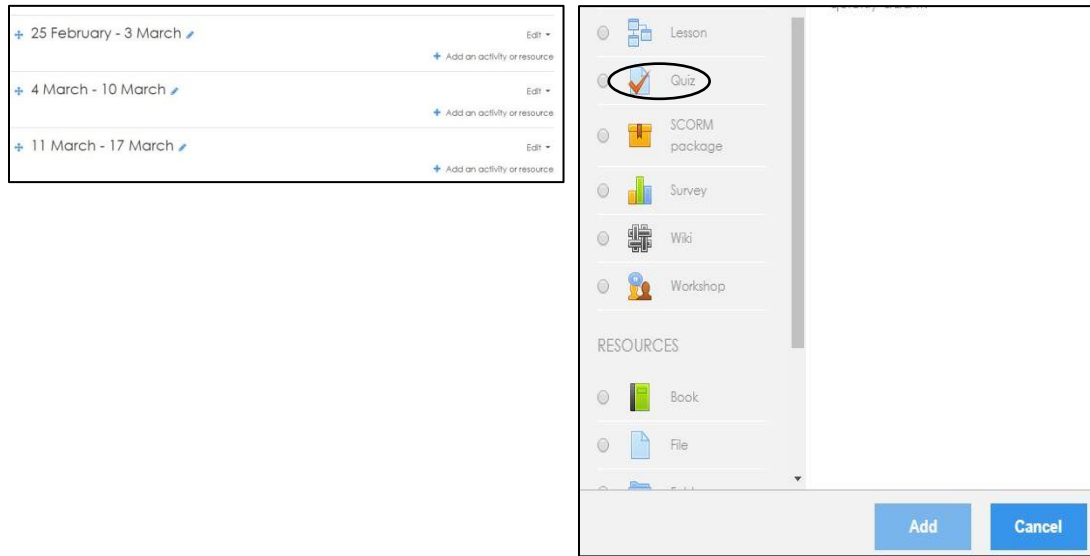 25 February - 3 March
Edit
Add an activity or resource
4 March - 10 March
Edit
Add an activity or resource
11 March - 17 March
Edit
Add an activity or resource
Lesson
Quiz
SCORM
package
Survey
Wiki
Workshop
RESOURCES
Book
File
Add
Cancel